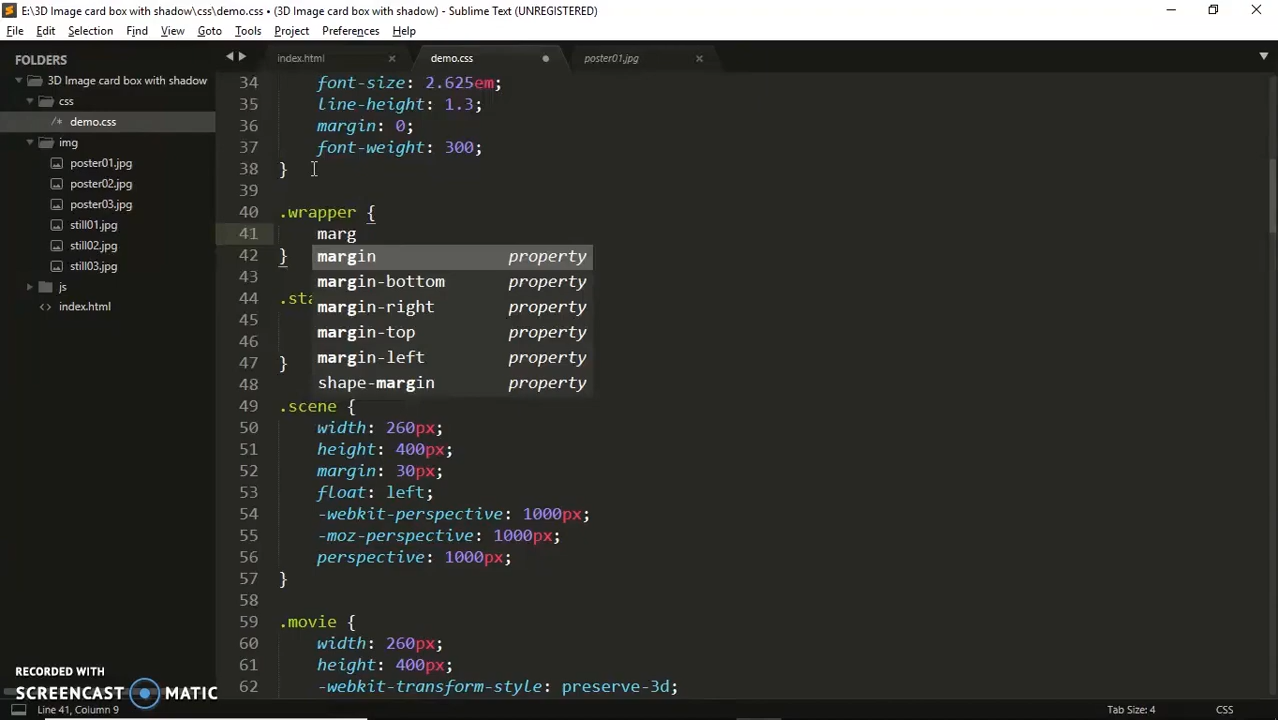 E:\3D Image card box with shadow\css\demo.css • (3D Image card box with shadow) - Sublime Text (UNREGISTERED)
File Edit Selection Find View Goto Tools Project Preferences Help
FOLDERS
3D Image card box with shadow
css
/* demo.css
img
poster01.jpg
poster02.jpg
poster03.jpg
still01.jpg
still02.jpg
still03.jpg
js
<> index.html
index.html demo.css poster01.jpg
34 font-size: 2.625em;
35 line-height: 1.3;
36 margin: 0;
37 font-weight: 300;
38 }
39
40 .wrapper {
41 marg
42 }
margin property
margin-bottom property
margin-right property
margin-top property
margin-left property
shape-margin property
43
44 .sta
45
46
47 }
48
49 .scene {
50 width: 260px;
51 height: 400px;
52 margin: 30px;
53 float: left;
54 -webkit-perspective: 1000px;
55 -moz-perspective: 1000px;
56 perspective: 1000px;
57 }
58
59 .movie {
60 width: 260px;
61 height: 400px;
62 -webkit-transform-style: preserve-3d;
RECORDED WITH
SCREENCAST MATIC
Line 41, Column 9 Tab Size: 4 CSS